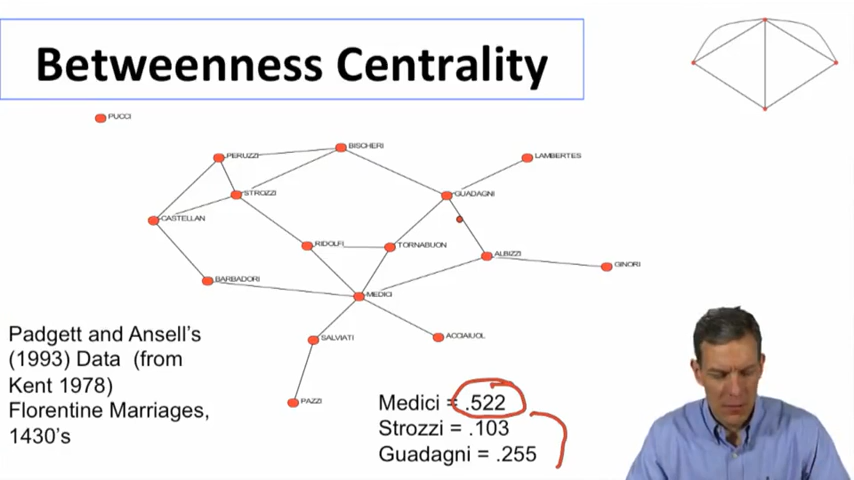 Betweenness Centrality
PUCCI
PERUZZI
BISCHERI
LAMBERTES
STROZZI
GUADAGNI
CASTELLAN
RIDOLFI
TORNABUON
ALBIZZI
GINORI
BARBADORI
MEDICI
SALVIATI
ACCIAIUOL
PAZZI
Padgett and Ansell's
(1993) Data (from
Kent 1978)
Florentine Marriages,
1430's
Medici = .522
Strozzi = .103
Guadagni = .255